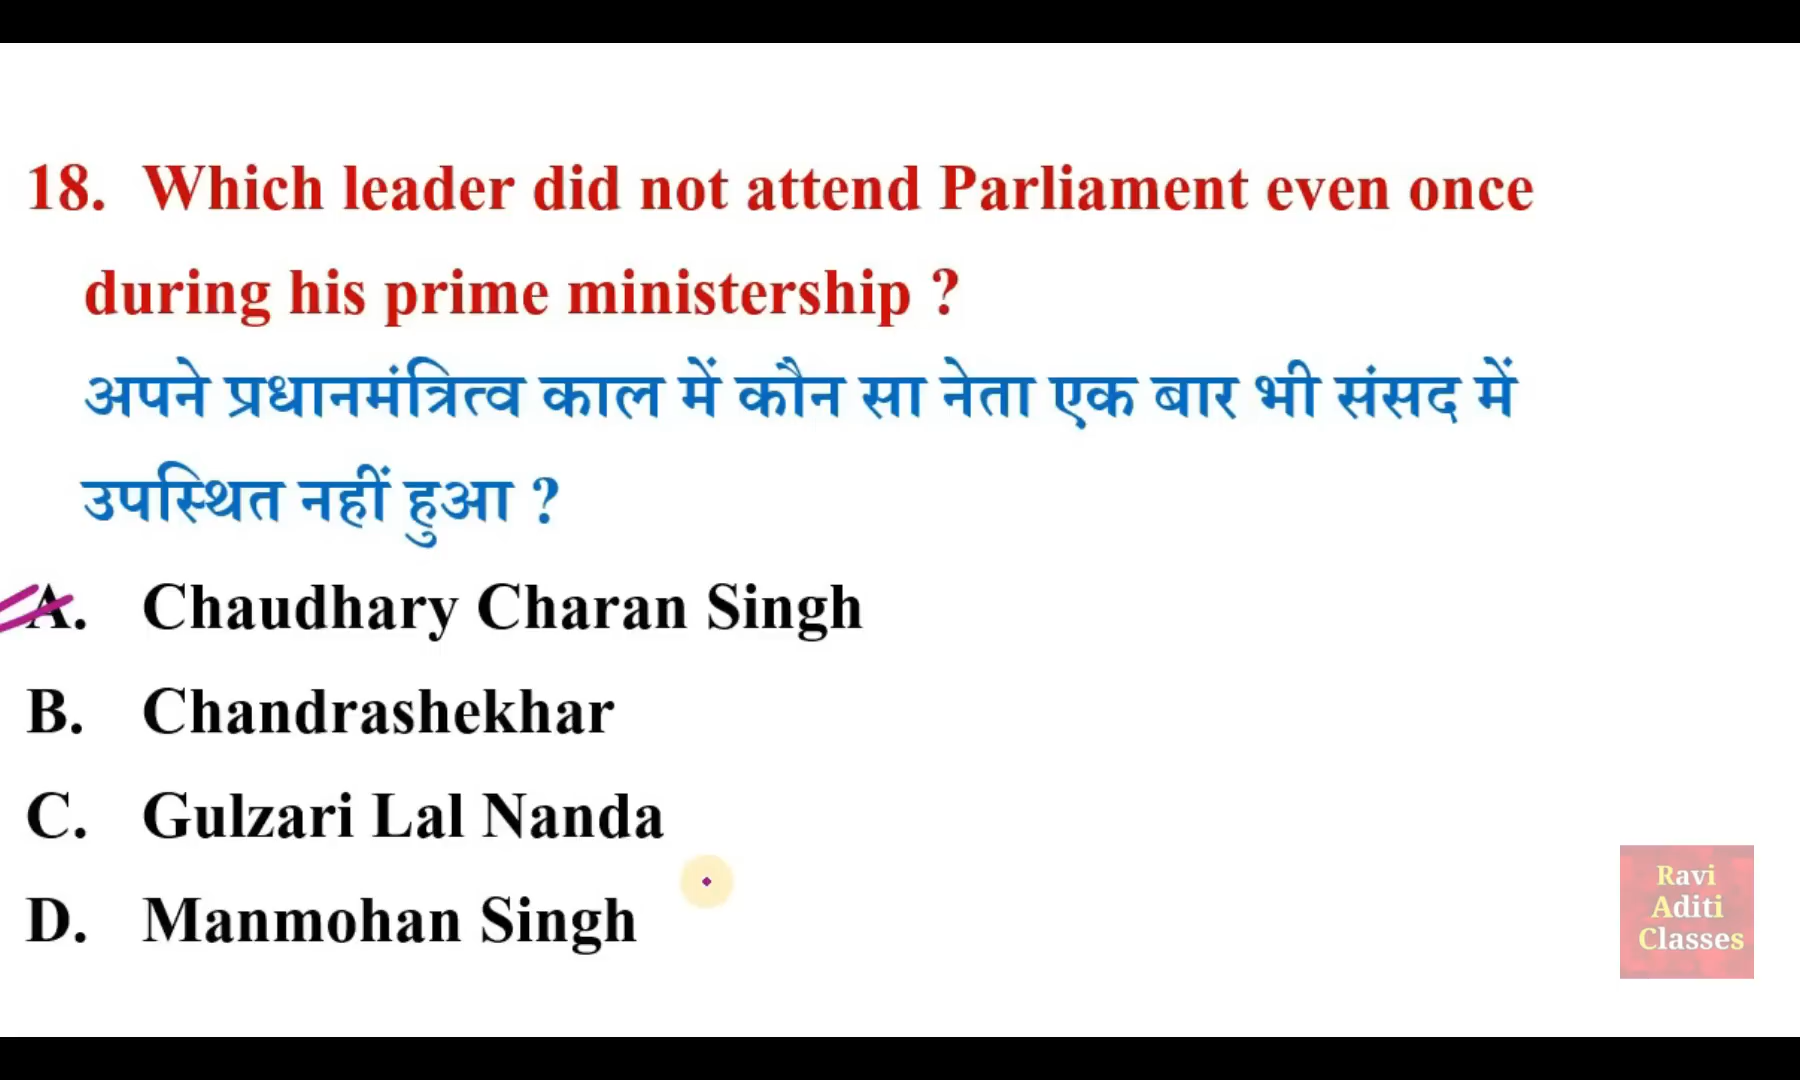 18. Which leader did not attend Parliament even once
during his prime ministership ?
अपने प्रधानमंत्रित्व काल में कौन सा नेता एक बार भी संसद में
उपस्थित नहीं हुआ ?
A. Chaudhary Charan Singh
B. Chandrashekhar
C. Gulzari Lal Nanda
D. Manmohan Singh
Ravi
Aditi
Classes